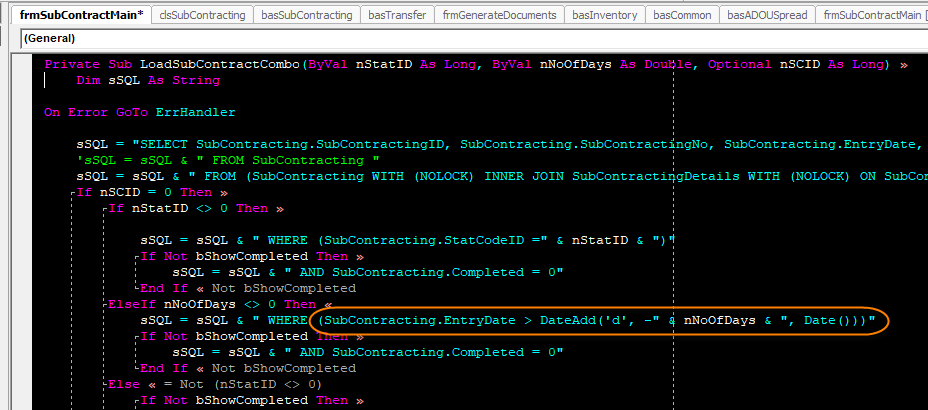 frmSubContractMain* clsSubContracting basSubContracting basTransfer frmGenerateDocuments basInventory basCommon basADOUSpread frmSubContractMain [
(General)
Private Sub LoadSubContractCombo(ByVal nStatID As Long, ByVal nNoOfDays As Double, Optional nSCID As Long) »
Dim sSQL As String
On Error GoTo ErrHandler
sSQL = "SELECT SubContracting.SubContractingID, SubContracting.SubContractingNo, SubContracting.EntryDate,
'sSQL = sSQL & " FROM SubContracting "
sSQL = sSQL & " FROM (SubContracting WITH (NOLOCK) INNER JOIN SubContractingDetails WITH (NOLOCK) ON SubCont
If nSCID = 0 Then »
If nStatID <> 0 Then »
sSQL = sSQL & " WHERE (SubContracting.StatCodeID =" & nStatID & ")"
If Not bShowCompleted Then »
sSQL = sSQL & " AND SubContracting.Completed = 0"
End If « Not bShowCompleted
ElseIf nNoOfDays <> 0 Then «
sSQL = sSQL & " WHERE (SubContracting.EntryDate > DateAdd('d', -" & nNoOfDays & ", Date()))"
If Not bShowCompleted Then »
sSQL = sSQL & " AND SubContracting.Completed = 0"
End If « Not bShowCompleted
Else « = Not (nStatID <> 0)
If Not bShowCompleted Then »